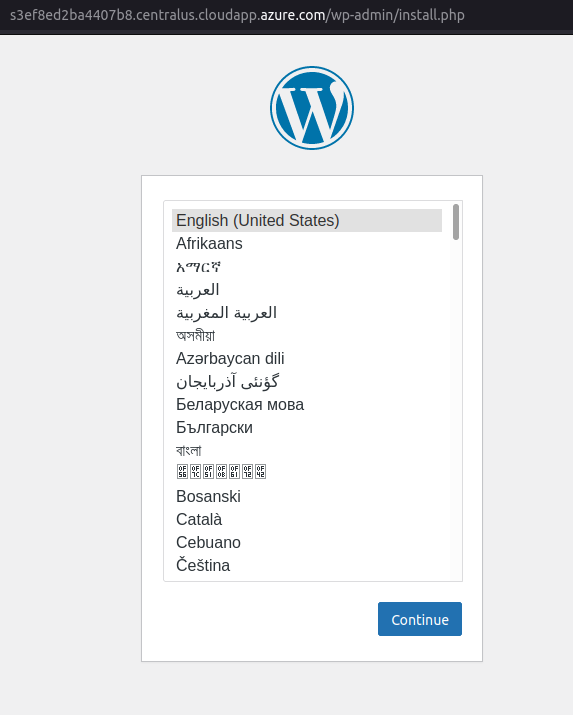 s3ef8ed2ba4407b8.centralus.cloudapp.azure.com/wp-admin/install.php
English (United States)
Afrikaans
አማርኛ
العربية
العربية المغربية
অসমীয়া
Azərbaycan dili
گؤنئی آذربایجان
Беларуская мова
Български
বাংলা
Bosanski
Català
Cebuano
Čeština
Continue